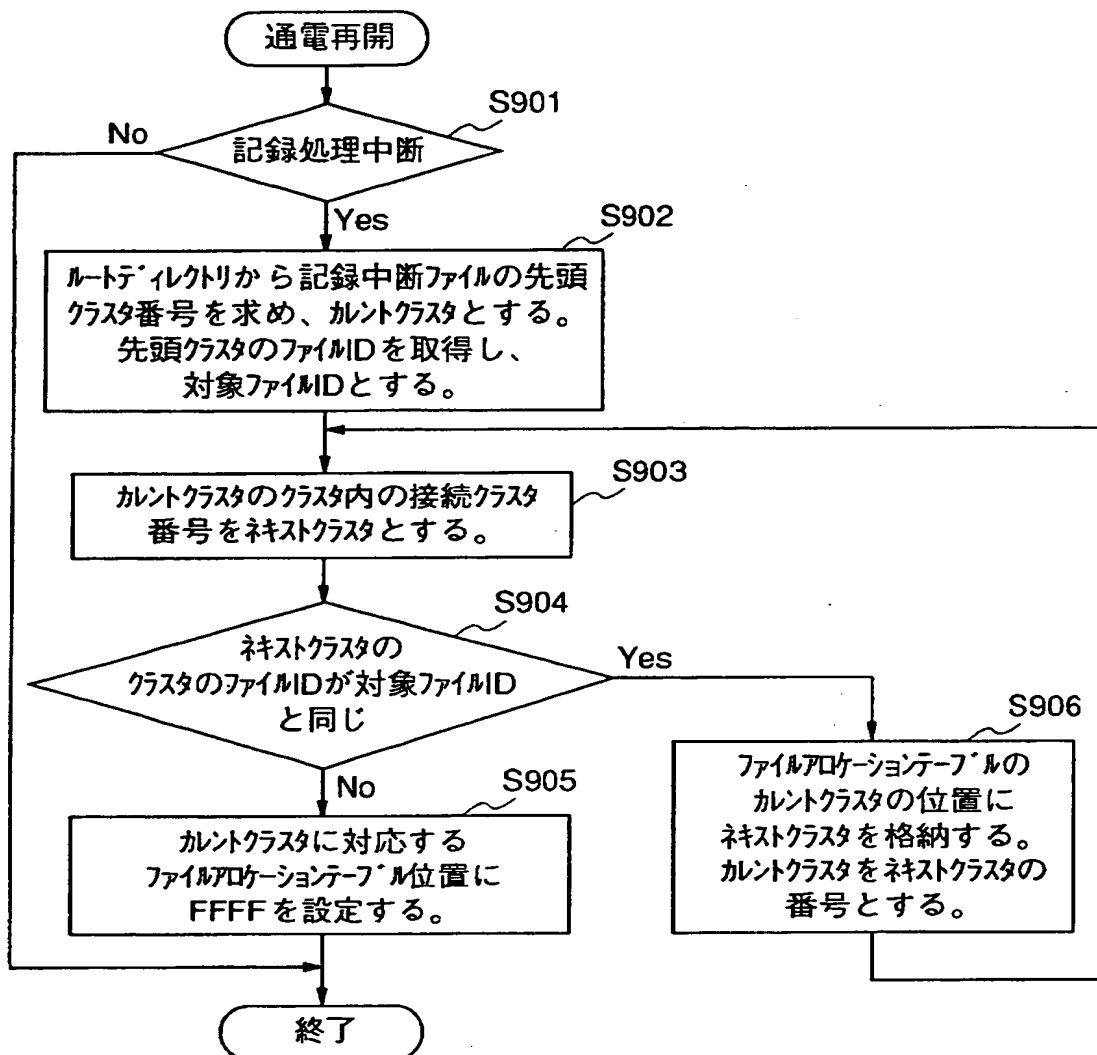 通電再開
S901
No
記録処理中断
Yes
S902
ルートディレクトリから記録中断ファイルの先頭
クラスタ番号を求め、カレントクラスタとする。
先頭クラスタのファイルIDを取得し、
対象ファイルIDとする。
S903
カレントクラスタのクラスタ内の接続クラスタ
番号をネキストクラスタとする。
S904
ネキストクラスタの
クラスタのファイルIDが対象ファイルID
と同じ
Yes
No
S905
カレントクラスタに対応する
ファイルアロケーションテーブル位置に
FFFFを設定する。
S906
ファイルアロケーションテーブルの
カレントクラスタの位置に
ネキストクラスタを格納する。
カレントクラスタをネキストクラスタの
番号とする。
終了